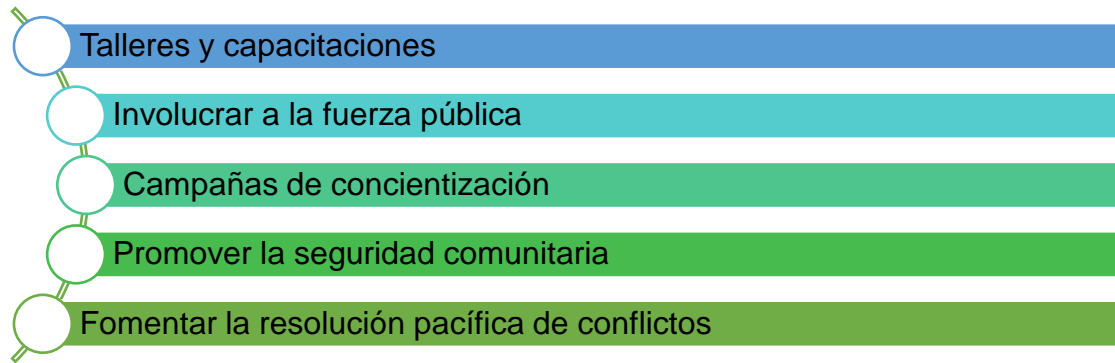 Talleres y capacitaciones
Involucrar a la fuerza pública
Campañas de concientización
Promover la seguridad comunitaria
Fomentar la resolución pacífica de conflictos